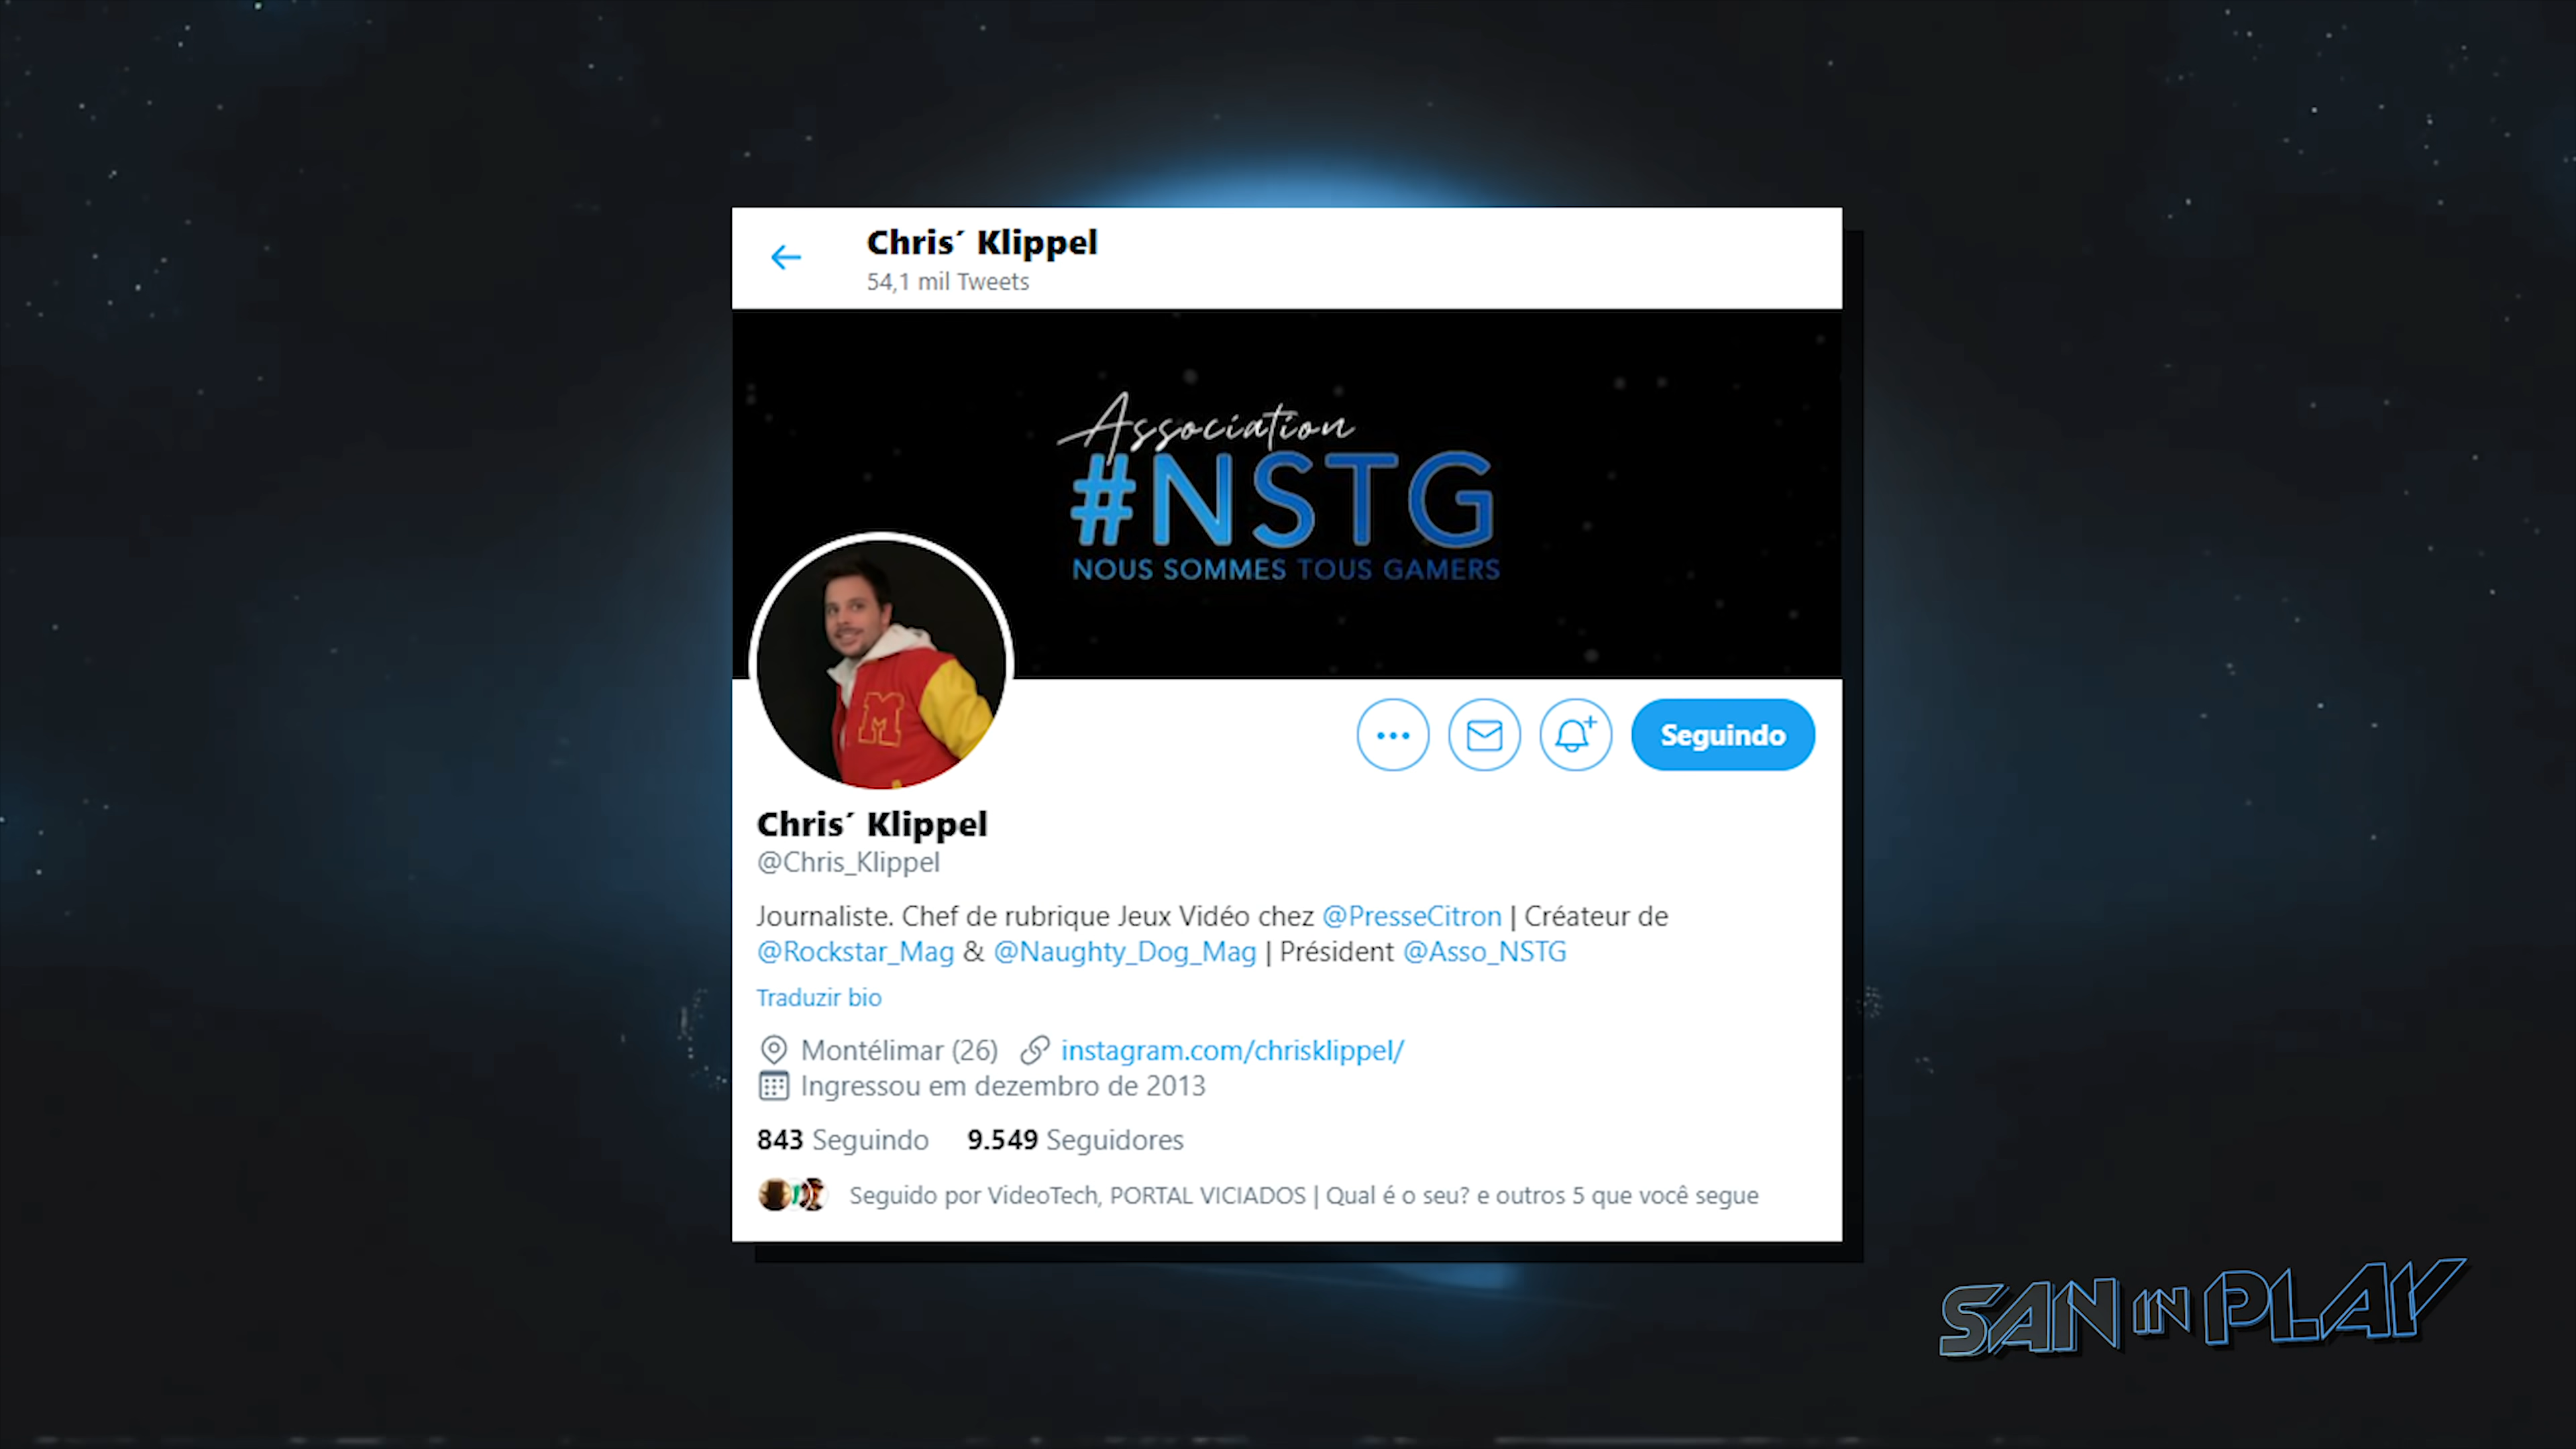 Chris´ Klippel
54,1 mil Tweets
Association
#NSTG
NOUS SOMMES TOUS GAMERS
M
Seguindo
Chris´ Klippel
@Chris_Klippel
Journaliste. Chef de rubrique Jeux Vidéo chez @PresseCitron | Créateur de
@Rockstar_Mag & @Naughty_Dog_Mag | Président @Asso_NSTG
Traduzir bio
Montélimar (26) instagram.com/chrisklippel/
Ingressou em dezembro de 2013
843 Seguindo 9.549 Seguidores
Seguido por VideoTech, PORTAL VICIADOS | Qual é o seu? e outros 5 que você segue
SAN IN PLAY